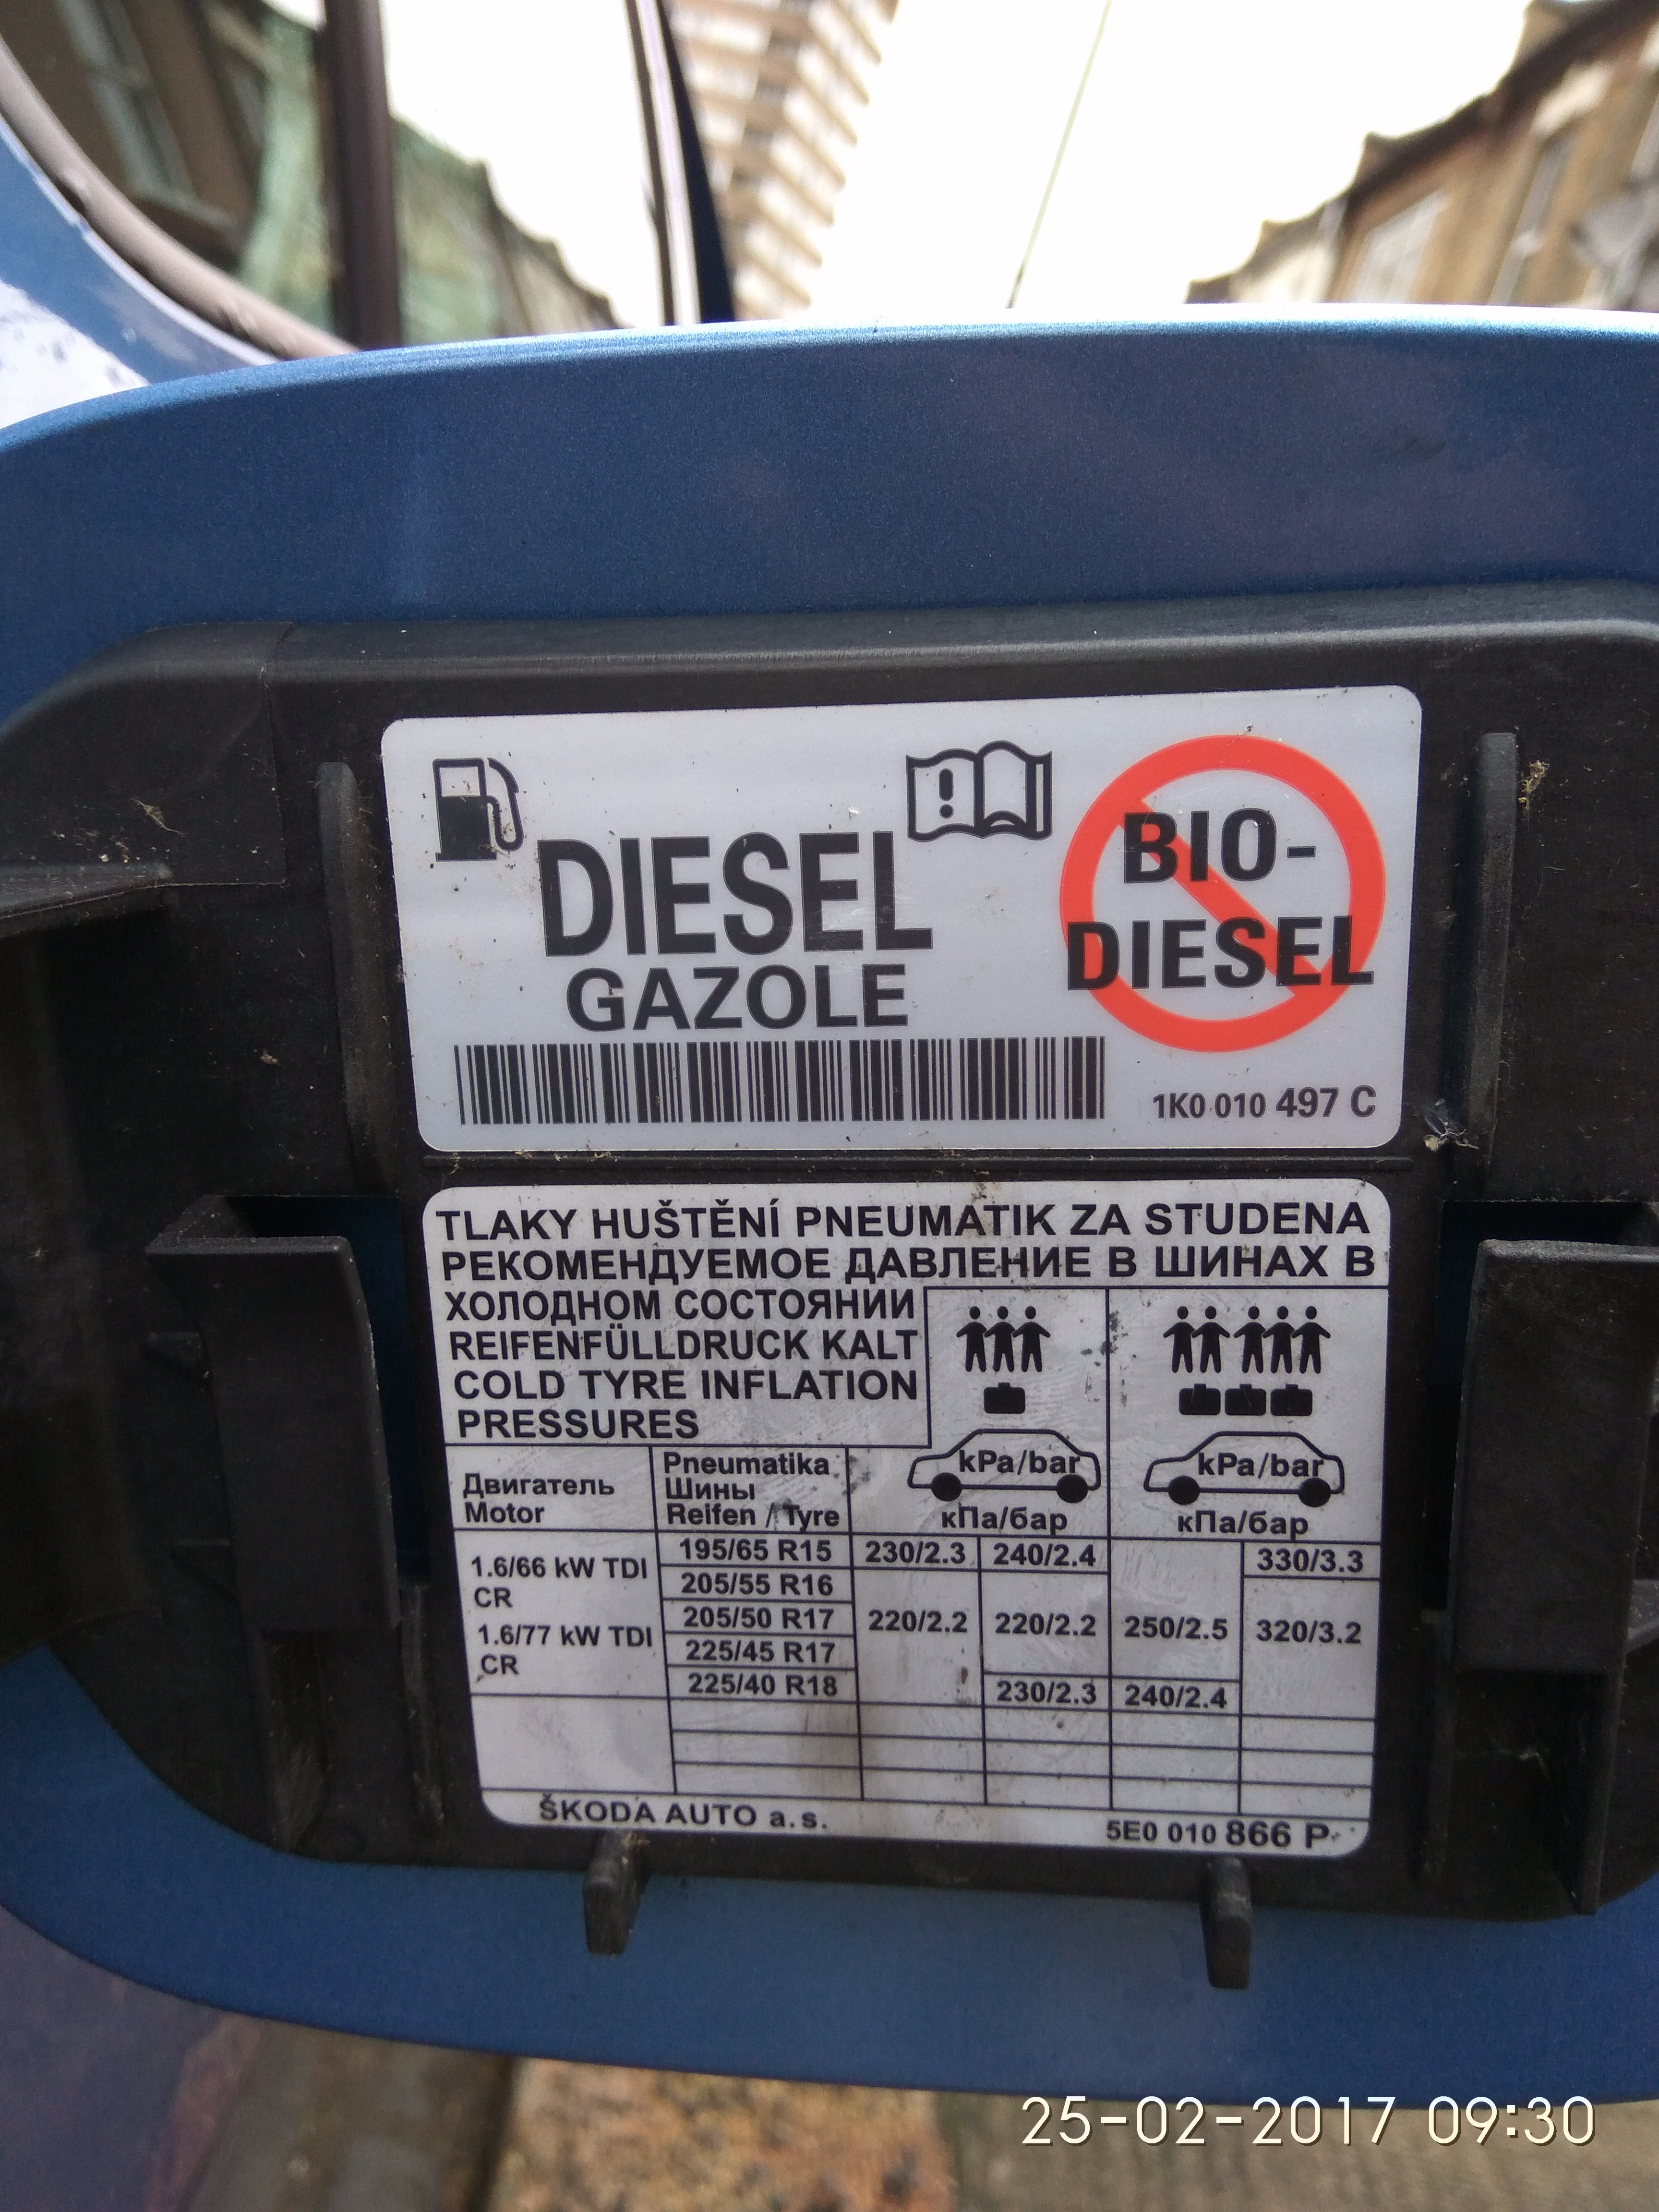 DIESEL
GAZOLE
BIO-
DIESEL
1K0 010 497 C
TLAKY HUŠTĚNÍ PNEUMATIK ZA STUDENA
РЕКОМЕНДУЕМОЕ ДАВЛЕНИЕ В ШИНАХ В
ХОЛОДНОМ СОСТОЯНИИ
REIFENFÜLLDRUCK KALT
COLD TYRE INFLATION
PRESSURES
Двигатель
Motor
Pneumatika
Шины
Reifen / Tyre
kPa/bar
кПа/бар
kPa/bar
кПа/бар
1.6/66 kW TDI
CR
1.6/77 kW TDI
CR
195/65 R15 230/2.3 240/2.4 330/3.3
205/55 R16
205/50 R17 220/2.2 220/2.2 250/2.5 320/3.2
225/45 R17
225/40 R18 230/2.3 240/2.4
ŠKODA AUTO a.s. 5E0 010 866 P
25-02-2017 09:30